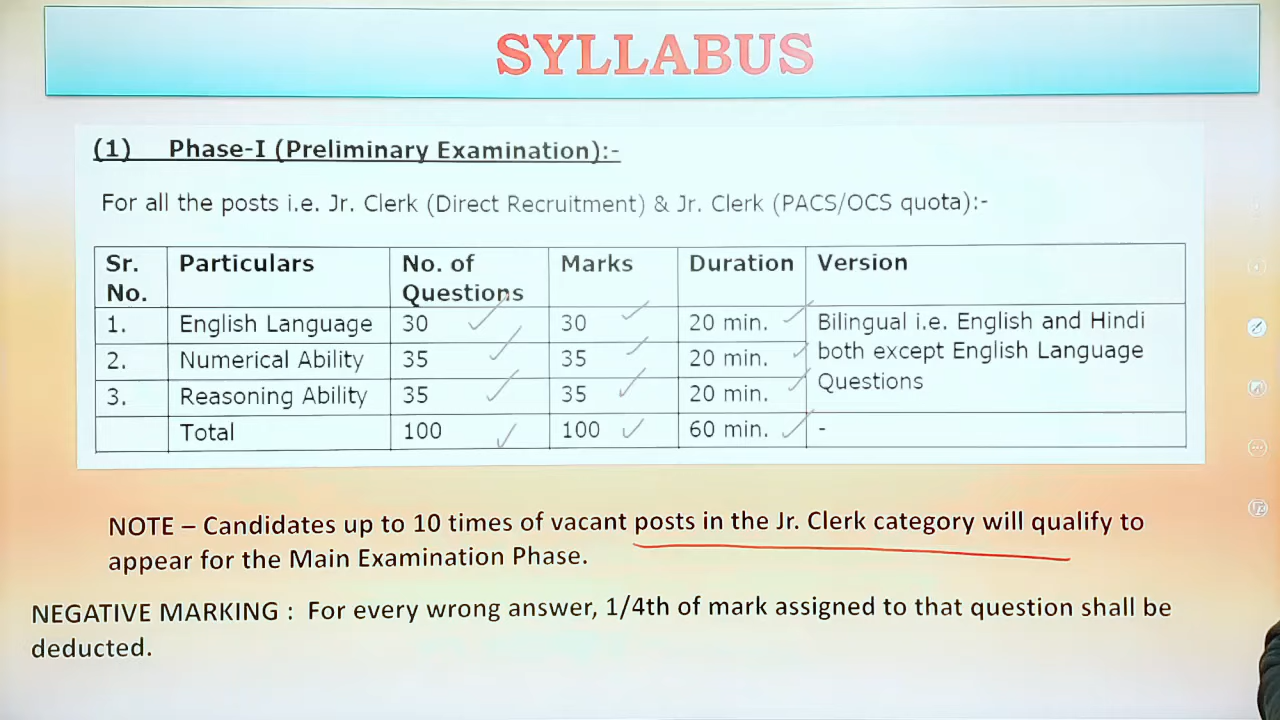 SYLLABUS
(1) Phase-I (Preliminary Examination):-
For all the posts i.e. Jr. Clerk (Direct Recruitment) & Jr. Clerk (PACS/OCS quota):-
Sr. No. Particulars No. of Questions Marks Duration Version
1. English Language 30 30 20 min. Bilingual i.e. English and Hindi both except English Language Questions
2. Numerical Ability 35 35 20 min.
3. Reasoning Ability 35 35 20 min.
Total 100 100 60 min. -
NOTE – Candidates up to 10 times of vacant posts in the Jr. Clerk category will qualify to
appear for the Main Examination Phase.
NEGATIVE MARKING : For every wrong answer, 1/4th of mark assigned to that question shall be
deducted.